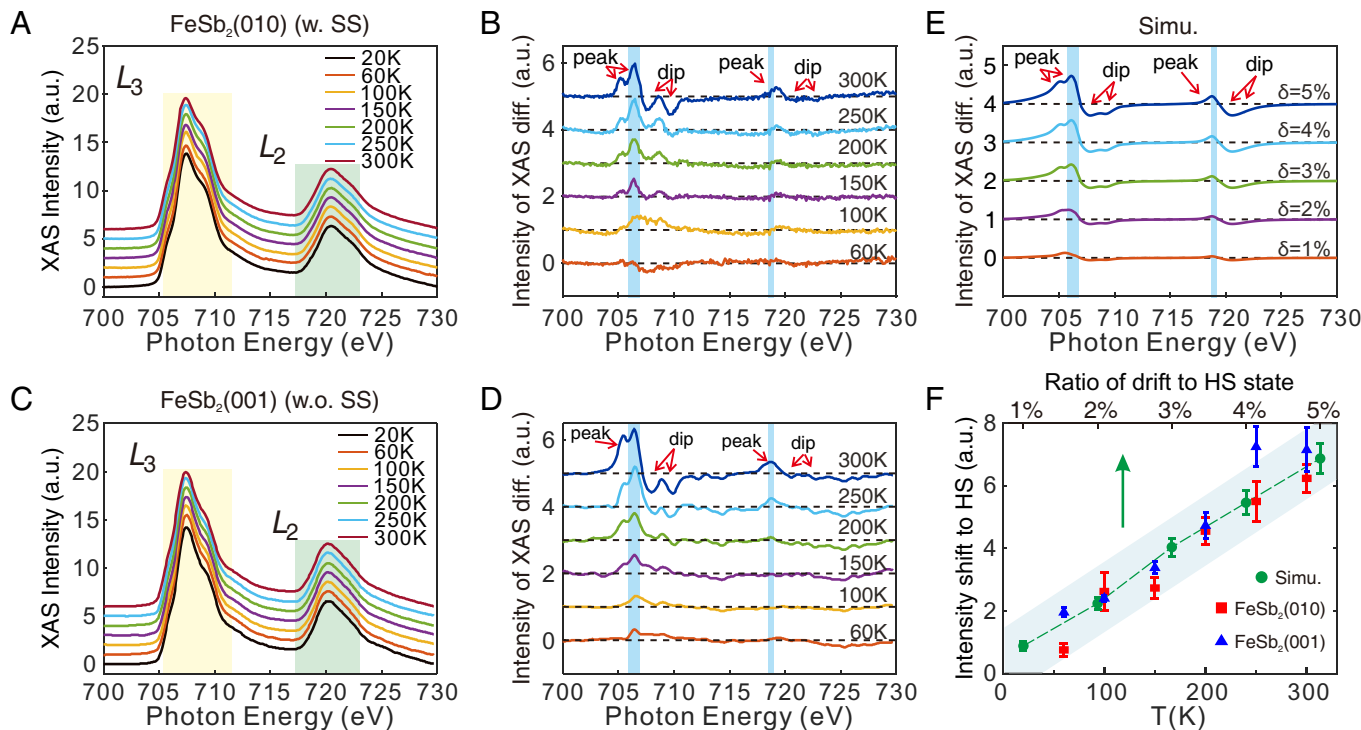 A
FeSb₂(010) (w. SS)
XAS Intensity (a.u.)
25
20
15
10
5
0
L₃
L₂
20K
60K
100K
150K
200K
250K
300K
700 705 710 715 720 725 730
Photon Energy (eV)
B
Intensity of XAS diff. (a.u.)
6
4
2
0
peak
dip
peak
dip
300K
250K
200K
150K
100K
60K
700 705 710 715 720 725 730
Photon Energy (eV)
E
Simu.
Intensity of XAS diff. (a.u.)
5
4
3
2
1
0
peak
dip
peak
dip
δ=5%
δ=4%
δ=3%
δ=2%
δ=1%
700 705 710 715 720 725 730
Photon Energy (eV)
C
FeSb₂(001) (w.o. SS)
XAS Intensity (a.u.)
25
20
15
10
5
0
L₃
L₂
20K
60K
100K
150K
200K
250K
300K
700 705 710 715 720 725 730
Photon Energy (eV)
D
Intensity of XAS diff. (a.u.)
6
4
2
0
peak
dip
peak
dip
300K
250K
200K
150K
100K
60K
700 705 710 715 720 725 730
Photon Energy (eV)
F
Ratio of drift to HS state
1% 2% 3% 4% 5%
Intensity shift to HS (a.u.)
8
6
4
2
0
Simu.
FeSb₂(010)
FeSb₂(001)
0 100 200 300
T(K)